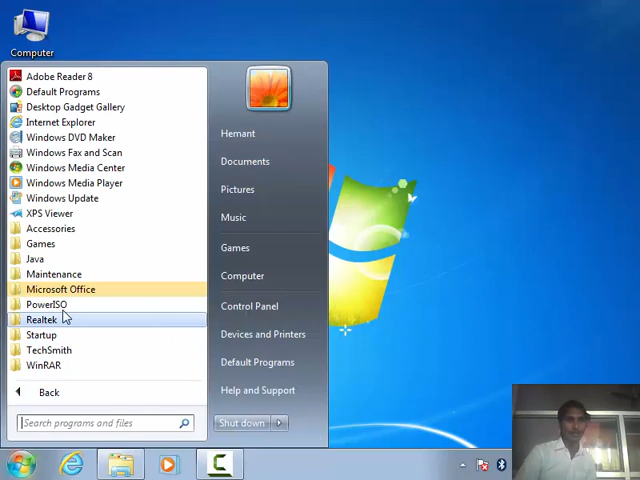 Computer
Adobe Reader 8
Default Programs
Desktop Gadget Gallery
Internet Explorer
Windows DVD Maker
Windows Fax and Scan
Windows Media Center
Windows Media Player
Windows Update
XPS Viewer
Accessories
Games
Java
Maintenance
Microsoft Office
PowerISO
Realtek
Startup
TechSmith
WinRAR
Back
Search programs and files
Hemant
Documents
Pictures
Music
Games
Computer
Control Panel
Devices and Printers
Default Programs
Help and Support
Shut down